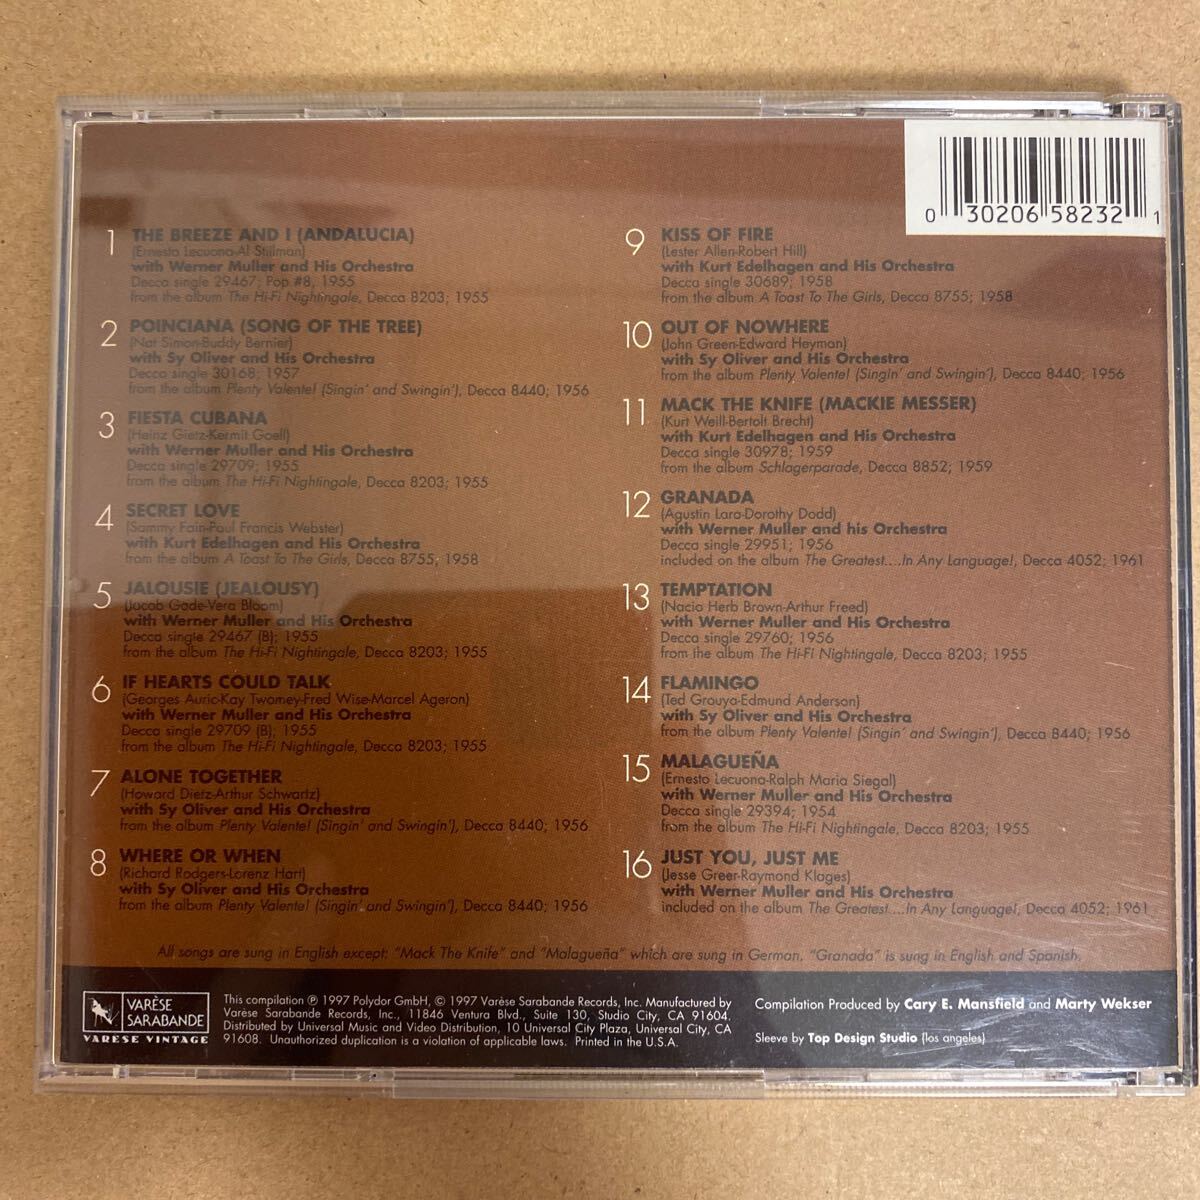 0 30206 58232 1
1 THE BREEZE AND I (ANDALUCIA)
(Ernesto Lecuona-Al Stillman)
with Werner Muller and His Orchestra
Decca single 29467; Pop #8, 1955
from the album The Hi-Fi Nightingale, Decca 8203; 1955
2 POINCIANA (SONG OF THE TREE)
(Nat Simon-Buddy Bernier)
with Sy Oliver and His Orchestra
Decca single 30168; 1957
from the album Plenty Valente! (Singin' and Swingin'), Decca 8440; 1956
3 FIESTA CUBANA
(Heinz Gietz-Kermit Goell)
with Werner Muller and His Orchestra
Decca single 29709; 1955
from the album The Hi-Fi Nightingale, Decca 8203; 1955
4 SECRET LOVE
(Sammy Fain-Paul Francis Webster)
with Kurt Edelhagen and His Orchestra
from the album A Toast To The Girls, Decca 8755; 1958
5 JALOUSIE (JEALOUSY)
(Jacob Gade-Vera Bloom)
with Werner Muller and His Orchestra
Decca single 29467 (B); 1955
from the album The Hi-Fi Nightingale, Decca 8203; 1955
6 IF HEARTS COULD TALK
(Georges Auric-Kay Twomey-Fred Wise-Marcel Ageron)
with Werner Muller and His Orchestra
Decca single 29709 (B); 1955
from the album The Hi-Fi Nightingale, Decca 8203; 1955
7 ALONE TOGETHER
(Howard Dietz-Arthur Schwartz)
with Sy Oliver and His Orchestra
from the album Plenty Valente! (Singin' and Swingin'), Decca 8440; 1956
8 WHERE OR WHEN
(Richard Rodgers-Lorenz Hart)
with Sy Oliver and His Orchestra
from the album Plenty Valente! (Singin' and Swingin'), Decca 8440; 1956
9 KISS OF FIRE
(Lester Allen-Robert Hill)
with Kurt Edelhagen and His Orchestra
Decca single 30689; 1958
from the album A Toast To The Girls, Decca 8755; 1958
10 OUT OF NOWHERE
(John Green-Edward Heyman)
with Sy Oliver and His Orchestra
from the album Plenty Valente! (Singin' and Swingin'), Decca 8440; 1956
11 MACK THE KNIFE (MACKIE MESSER)
(Kurt Weill-Bertolt Brecht)
with Kurt Edelhagen and His Orchestra
Decca single 30978; 1959
from the album Schlagerparade, Decca 8852; 1959
12 GRANADA
(Agustin Lara-Dorothy Dodd)
with Werner Muller and his Orchestra
Decca single 29951; 1956
included on the album The Greatest....In Any Language!, Decca 4052; 1961
13 TEMPTATION
(Nacio Herb Brown-Arthur Freed)
with Werner Muller and His Orchestra
Decca single 29760; 1956
from the album The Hi-Fi Nightingale, Decca 8203; 1955
14 FLAMINGO
(Ted Grouya-Edmund Anderson)
with Sy Oliver and His Orchestra
from the album Plenty Valente! (Singin' and Swingin'), Decca 8440; 1956
15 MALAGUEÑA
(Ernesto Lecuona-Ralph Maria Siegal)
with Werner Muller and His Orchestra
Decca single 29394; 1954
from the album The Hi-Fi Nightingale, Decca 8203; 1955
16 JUST YOU, JUST ME
(Jesse Greer-Raymond Klages)
with Werner Muller and His Orchestra
included on the album The Greatest....In Any Language!, Decca 4052; 1961
All songs are sung in English except: "Mack The Knife" and "Malagueña" which are sung in German, "Granada" is sung in English and Spanish.
VARÈSE
SARABANDE
VARESE VINTAGE
This compilation ℗ 1997 Polydor GmbH, © 1997 Varèse Sarabande Records, Inc. Manufactured by
Varèse Sarabande Records, Inc., 11846 Ventura Blvd., Suite 130, Studio City, CA 91604.
Distributed by Universal Music and Video Distribution, 10 Universal City Plaza, Universal City, CA
91608. Unauthorized duplication is a violation of applicable laws. Printed in the U.S.A.
Compilation Produced by Cary E. Mansfield and Marty Wekser
Sleeve by Top Design Studio (los angeles)